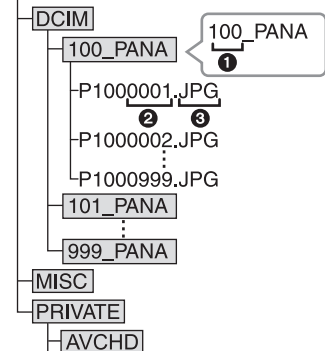 DCIM
100_PANA
100_PANA
❶
P1000001.JPG
❷ ❸
P1000002.JPG
P1000999.JPG
101_PANA
999_PANA
MISC
PRIVATE
AVCHD